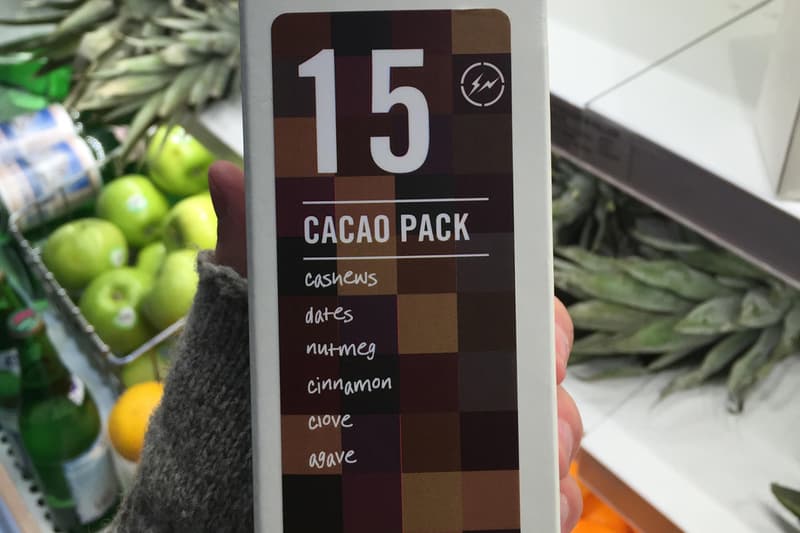 15
CACAO PACK
cashews
dates
nutmeg
cinnamon
clove
agave